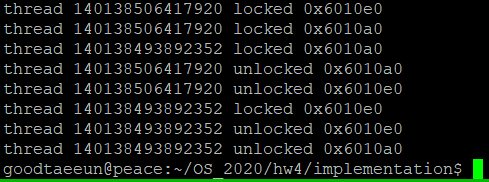 thread 140138506417920 locked 0x6010e0
thread 140138506417920 locked 0x6010a0
thread 140138493892352 locked 0x6010a0
thread 140138506417920 unlocked 0x6010a0
thread 140138506417920 unlocked 0x6010e0
thread 140138493892352 locked 0x6010e0
thread 140138493892352 unlocked 0x6010e0
thread 140138493892352 unlocked 0x6010a0
goodtaeeun@peace:~/OS_2020/hw4/implementation$